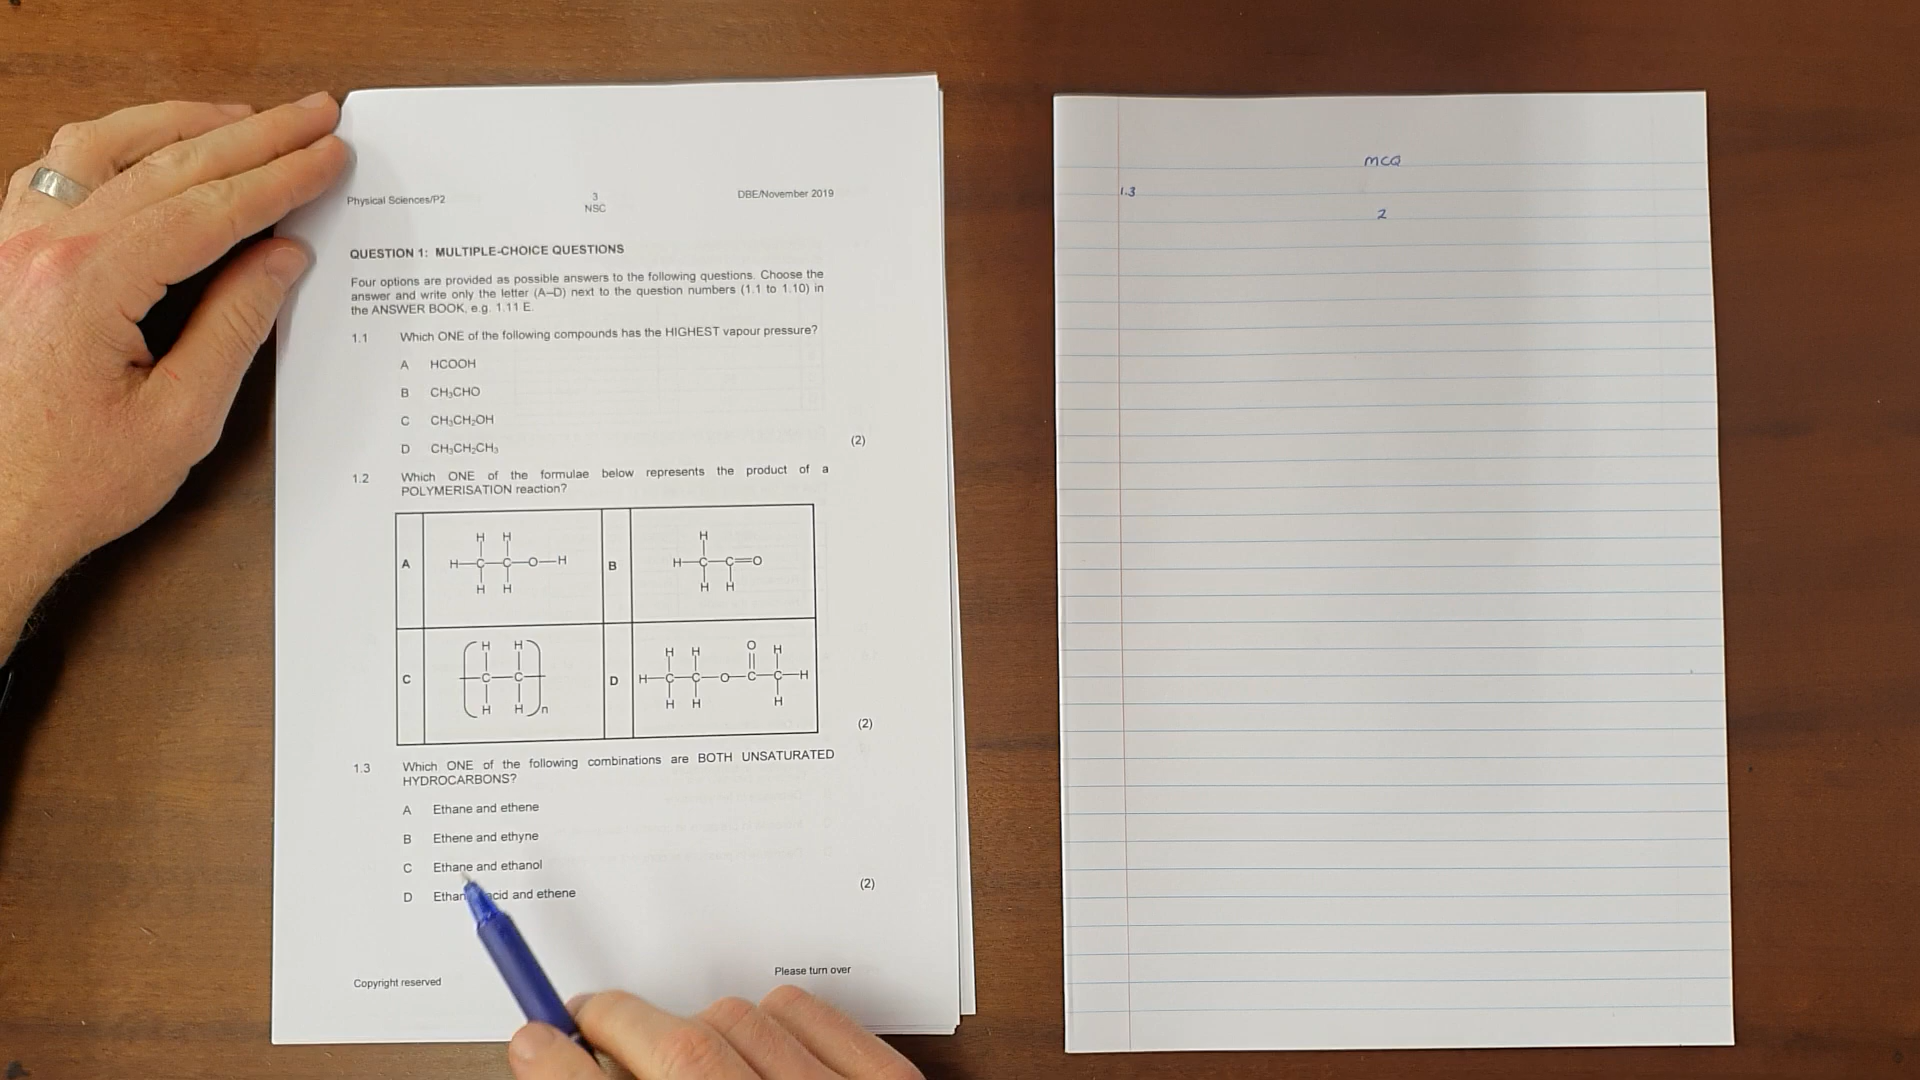 Physical Sciences/P2 3 DBE/November 2019
NSC
QUESTION 1: MULTIPLE-CHOICE QUESTIONS
Four options are provided as possible answers to the following questions. Choose the
answer and write only the letter (A–D) next to the question numbers (1.1 to 1.10) in
the ANSWER BOOK, e.g. 1.11 E.
1.1 Which ONE of the following compounds has the HIGHEST vapour pressure?
A HCOOH
B CH₃CHO
C CH₃CH₂OH
D CH₃CH₂CH₃ (2)
1.2 Which ONE of the formulae below represents the product of a
POLYMERISATION reaction?
H H
A H—C—C—O—H
H H
H
B H—C—C=O
H H
H H
C —C—C—
H H n
H H O H
D H—C—C—O—C—C—H
H H H
(2)
1.3 Which ONE of the following combinations are BOTH UNSATURATED
HYDROCARBONS?
A Ethane and ethene
B Ethene and ethyne
C Ethane and ethanol
D and ethene (2)
Copyright reserved Please turn over
MCQ
1.3
2